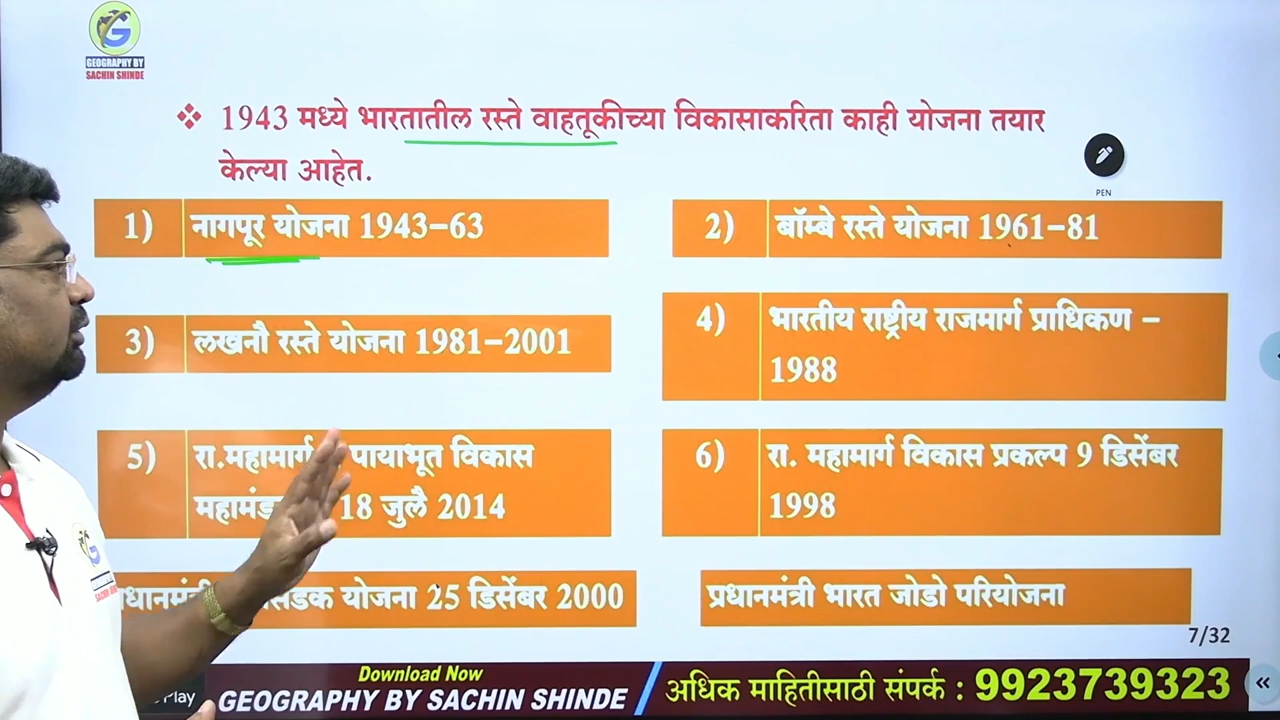 GEOGRAPHY BY
SACHIN SHINDE
❖ 1943 मध्ये भारतातील रस्ते वाहतूकीच्या विकासाकरिता काही योजना तयार
केल्या आहेत.
PEN
1) नागपूर योजना 1943–63
2) बॉम्बे रस्ते योजना 1961–81
3) लखनौ रस्ते योजना 1981–2001
4) भारतीय राष्ट्रीय राजमार्ग प्राधिकण –
1988
5) रा.महामार्ग पायाभूत विकास
18 जुलै 2014
6) रा. महामार्ग विकास प्रकल्प 9 डिसेंबर
1998
योजना 25 डिसेंबर 2000
प्रधानमंत्री भारत जोडो परियोजना
7/32
Play
Download Now
GEOGRAPHY BY SACHIN SHINDE
अधिक माहितीसाठी संपर्क : 9923739323